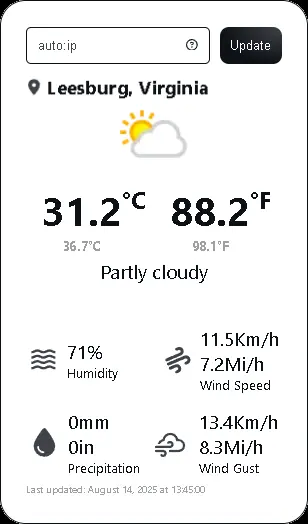 auto:ip
Update
Leesburg, Virginia
31.2°C 88.2°F
36.7°C 98.1°F
Partly cloudy
71%
Humidity
11.5Km/h
7.2Mi/h
Wind Speed
0mm
0in
Precipitation
13.4Km/h
8.3Mi/h
Wind Gust
Last updated: August 14, 2025 at 13:45:00